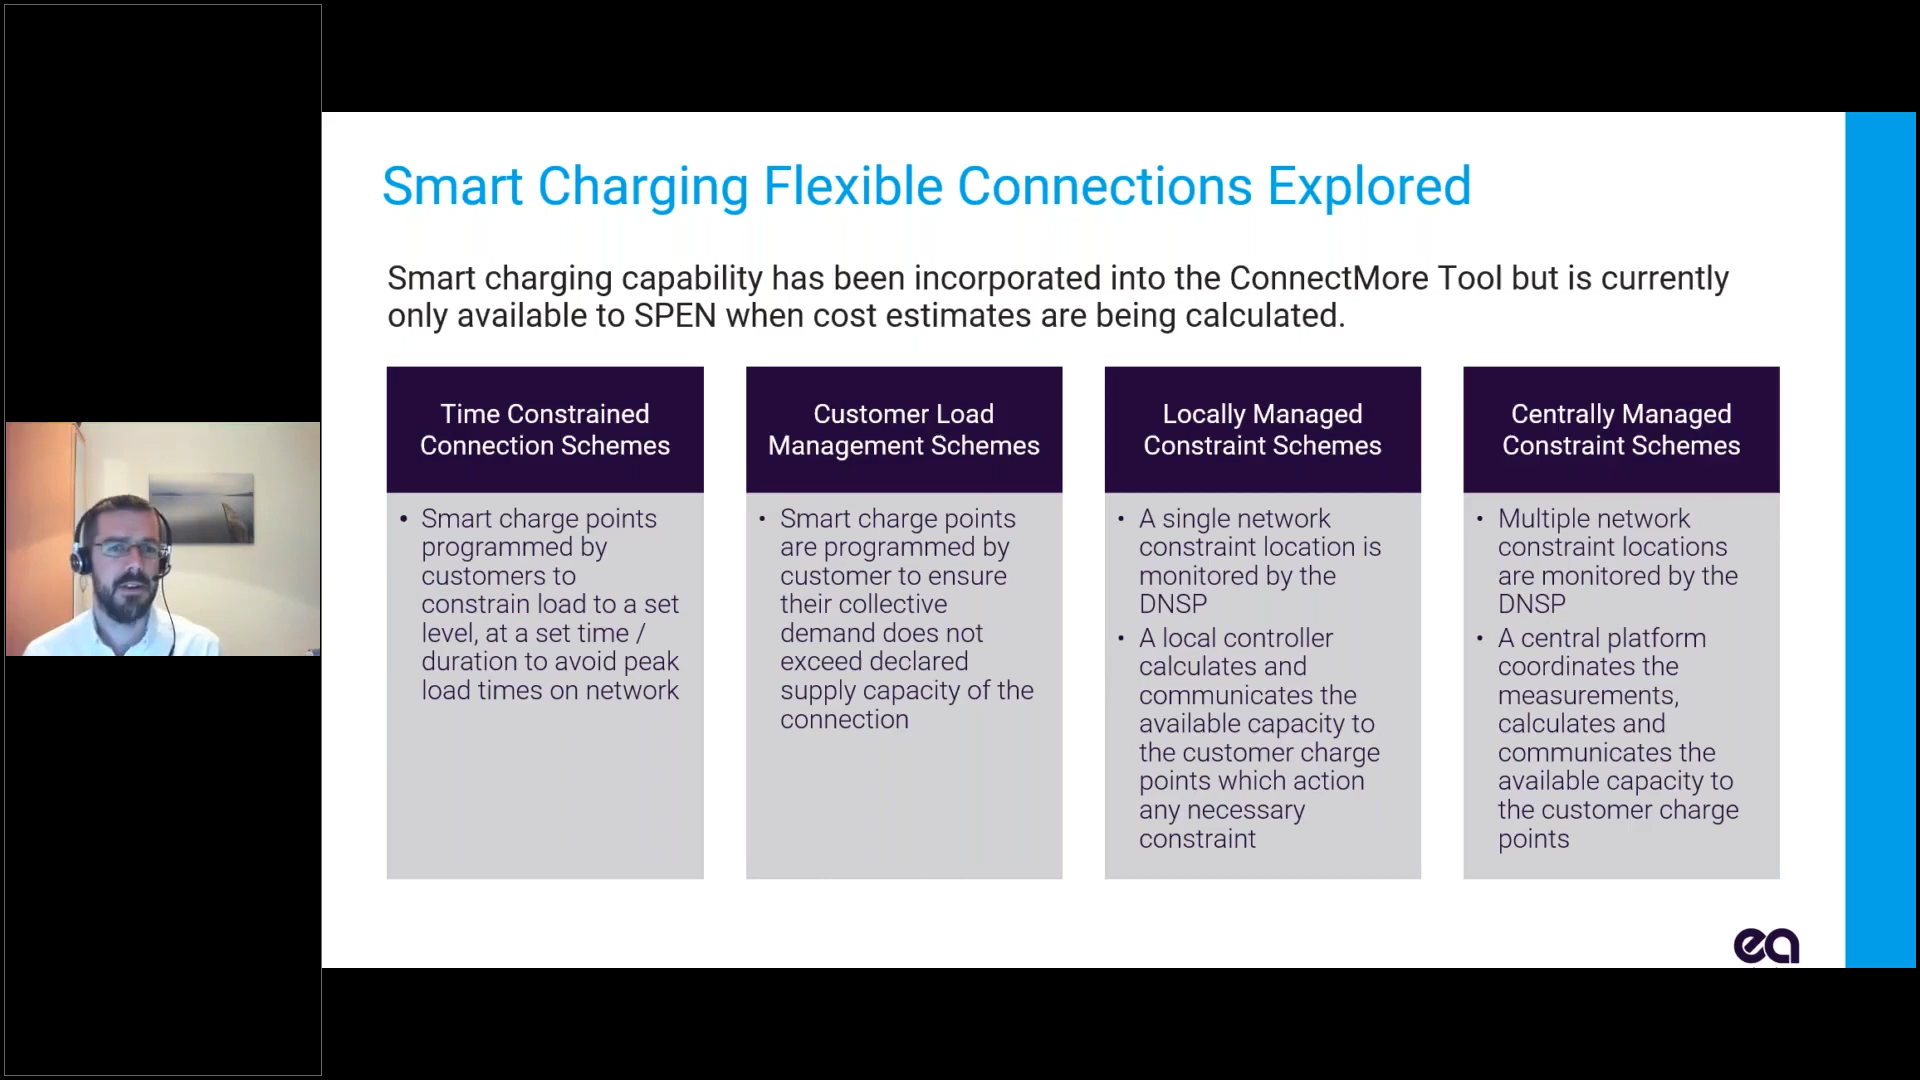 Smart Charging Flexible Connections Explored
Smart charging capability has been incorporated into the ConnectMore Tool but is currently
only available to SPEN when cost estimates are being calculated.
Time Constrained
Connection Schemes
• Smart charge points
programmed by
customers to
constrain load to a set
level, at a set time /
duration to avoid peak
load times on network
Customer Load
Management Schemes
• Smart charge points
are programmed by
customer to ensure
their collective
demand does not
exceed declared
supply capacity of the
connection
Locally Managed
Constraint Schemes
• A single network
constraint location is
monitored by the
DNSP
• A local controller
calculates and
communicates the
available capacity to
the customer charge
points which action
any necessary
constraint
Centrally Managed
Constraint Schemes
• Multiple network
constraint locations
are monitored by the
DNSP
• A central platform
coordinates the
measurements,
calculates and
communicates the
available capacity to
the customer charge
points
ea